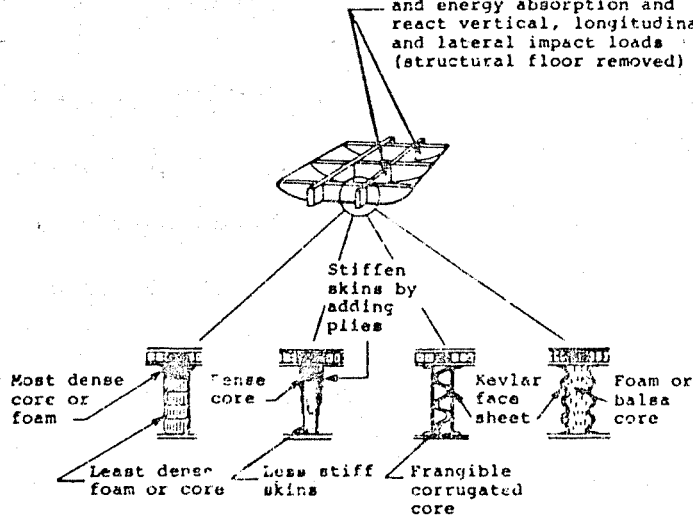 and energy absorption and
react vertical, longitudina
and lateral impact loads
(structural floor removed)
Stiffen
skins by
adding
plies
Most dense
core or
foam
Dense
core
Kevlar
face
sheet
Foam or
balsa
core
Least dense
foam or core
Less stiff
skins
Frangible
corrugated
core